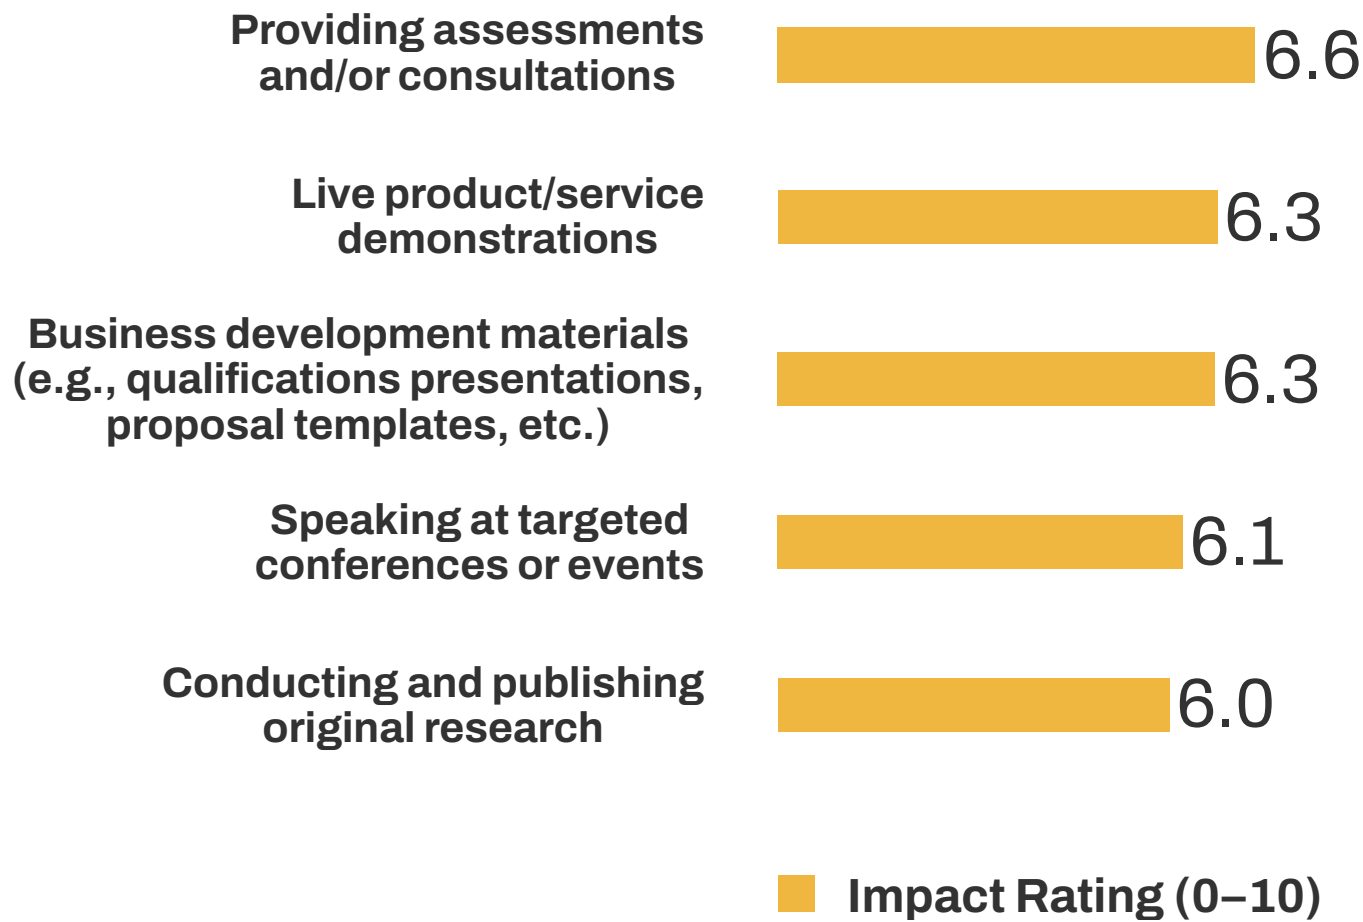 Providing assessments
and/or consultations
6.6
Live product/service
demonstrations
6.3
Business development materials
(e.g., qualifications presentations,
proposal templates, etc.)
6.3
Speaking at targeted
conferences or events
6.1
Conducting and publishing
original research
6.0
Impact Rating (0–10)